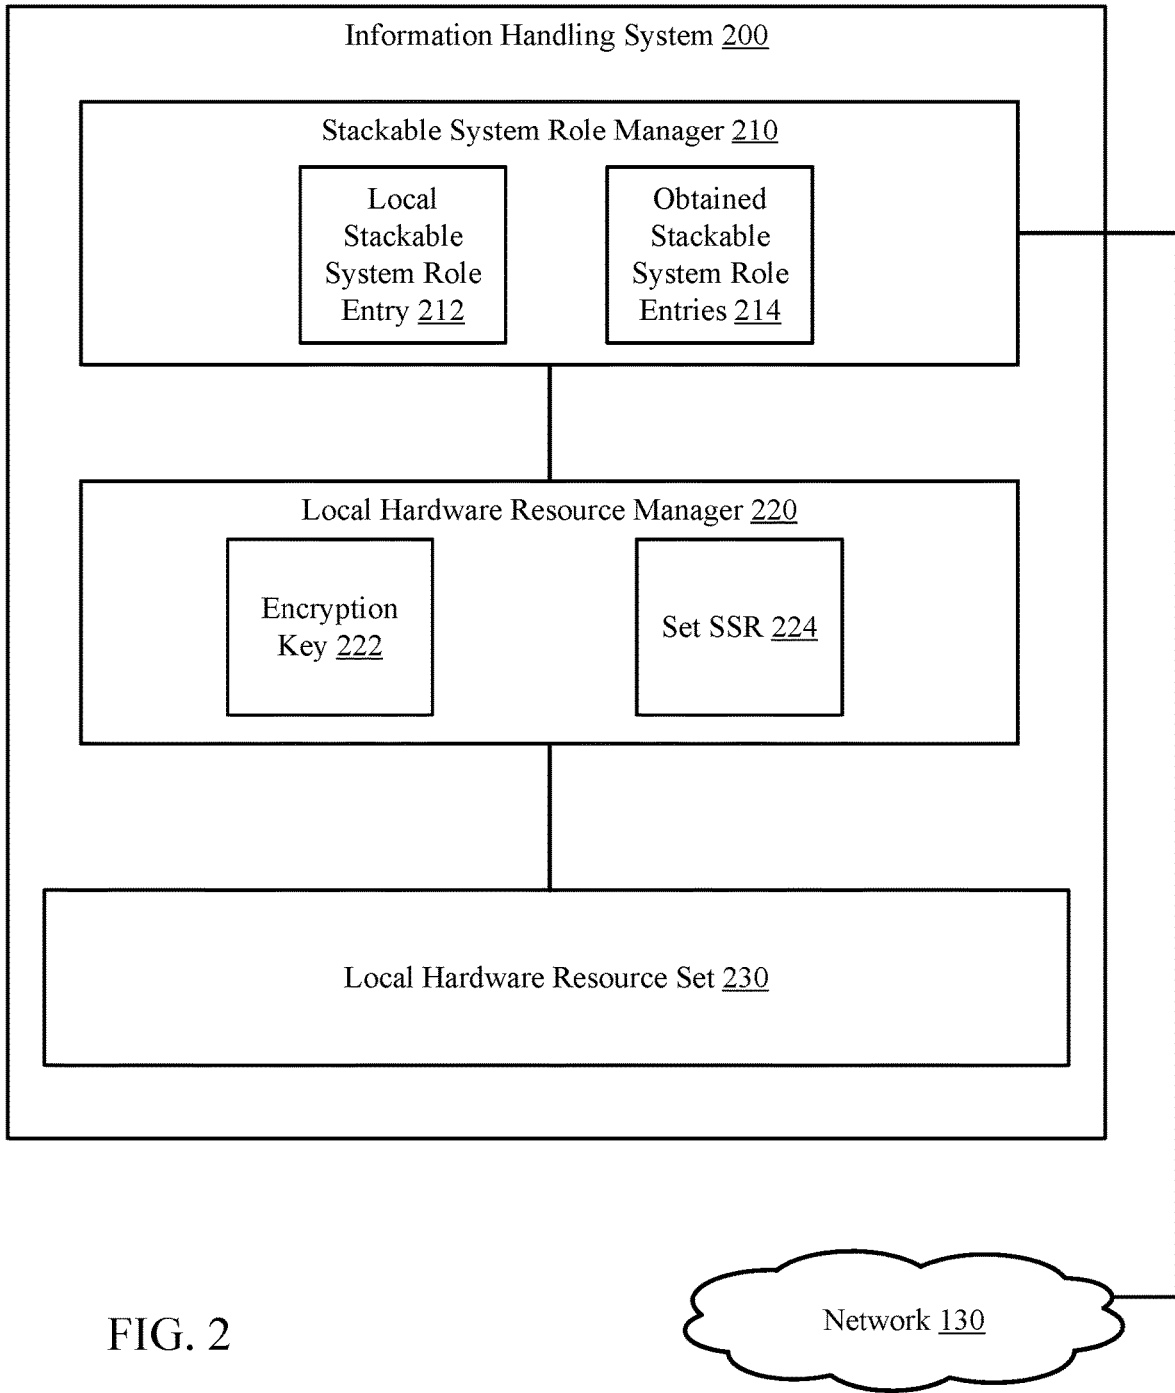 Information Handling System 200
Stackable System Role Manager 210
Local
Stackable
System Role
Entry 212
Obtained
Stackable
System Role
Entries 214
Local Hardware Resource Manager 220
Encryption
Key 222
Set SSR 224
Local Hardware Resource Set 230
Network 130
FIG. 2